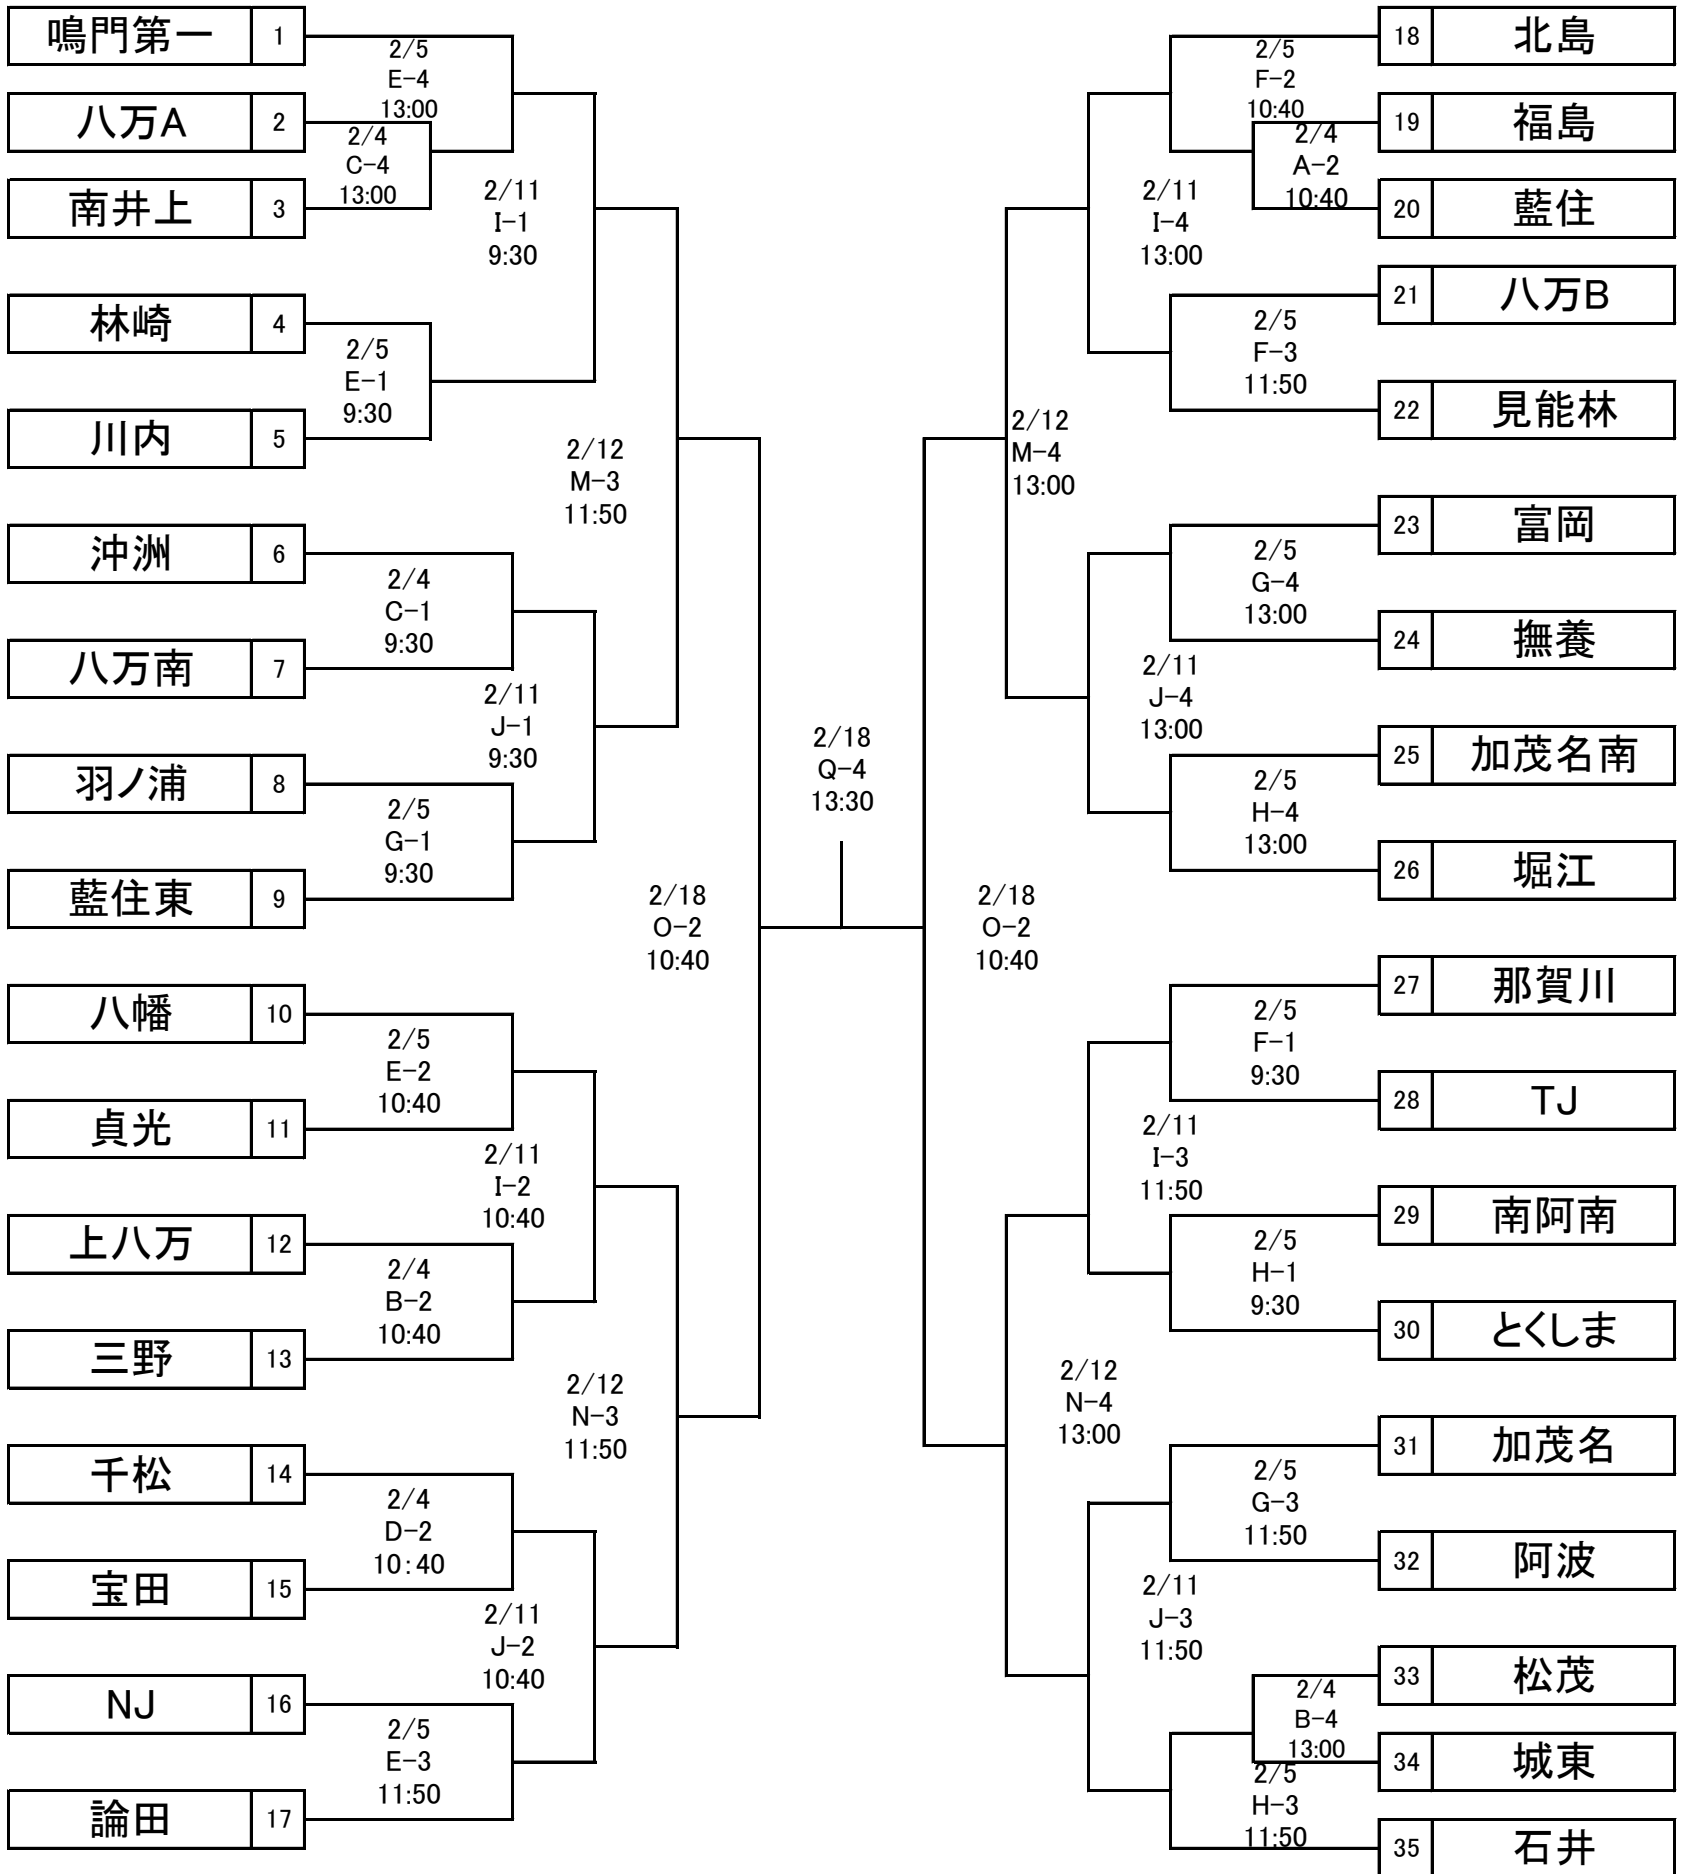 鳴門第一 1
2/5
E-4
13:00
八万A 2
2/4
C-4
13:00
南井上 3
2/11
I-1
9:30
林崎 4
2/5
E-1
9:30
川内 5
2/12
M-3
11:50
沖洲 6
2/4
C-1
9:30
八万南 7
2/11
J-1
9:30
羽ノ浦 8
2/5
G-1
9:30
藍住東 9
2/18
O-2
10:40
八幡 10
2/5
E-2
10:40
貞光 11
2/11
I-2
10:40
上八万 12
2/4
B-2
10:40
三野 13
2/12
N-3
11:50
千松 14
2/4
D-2
10:40
宝田 15
2/11
J-2
10:40
NJ 16
2/5
E-3
11:50
論田 17
2/18
Q-4
13:30
18 北島
2/5
F-2
10:40
19 福島
2/4
A-2
10:40
20 藍住
2/11
I-4
13:00
21 八万B
2/5
F-3
11:50
22 見能林
2/12
M-4
13:00
23 富岡
2/5
G-4
13:00
24 撫養
2/11
J-4
13:00
25 加茂名南
2/5
H-4
13:00
26 堀江
2/18
O-2
10:40
27 那賀川
2/5
F-1
9:30
28 TJ
2/11
I-3
11:50
29 南阿南
2/5
H-1
9:30
30 とくしま
2/12
N-4
13:00
31 加茂名
2/5
G-3
11:50
32 阿波
2/11
J-3
11:50
33 松茂
2/4
B-4
13:00
34 城東
2/5
H-3
11:50
35 石井